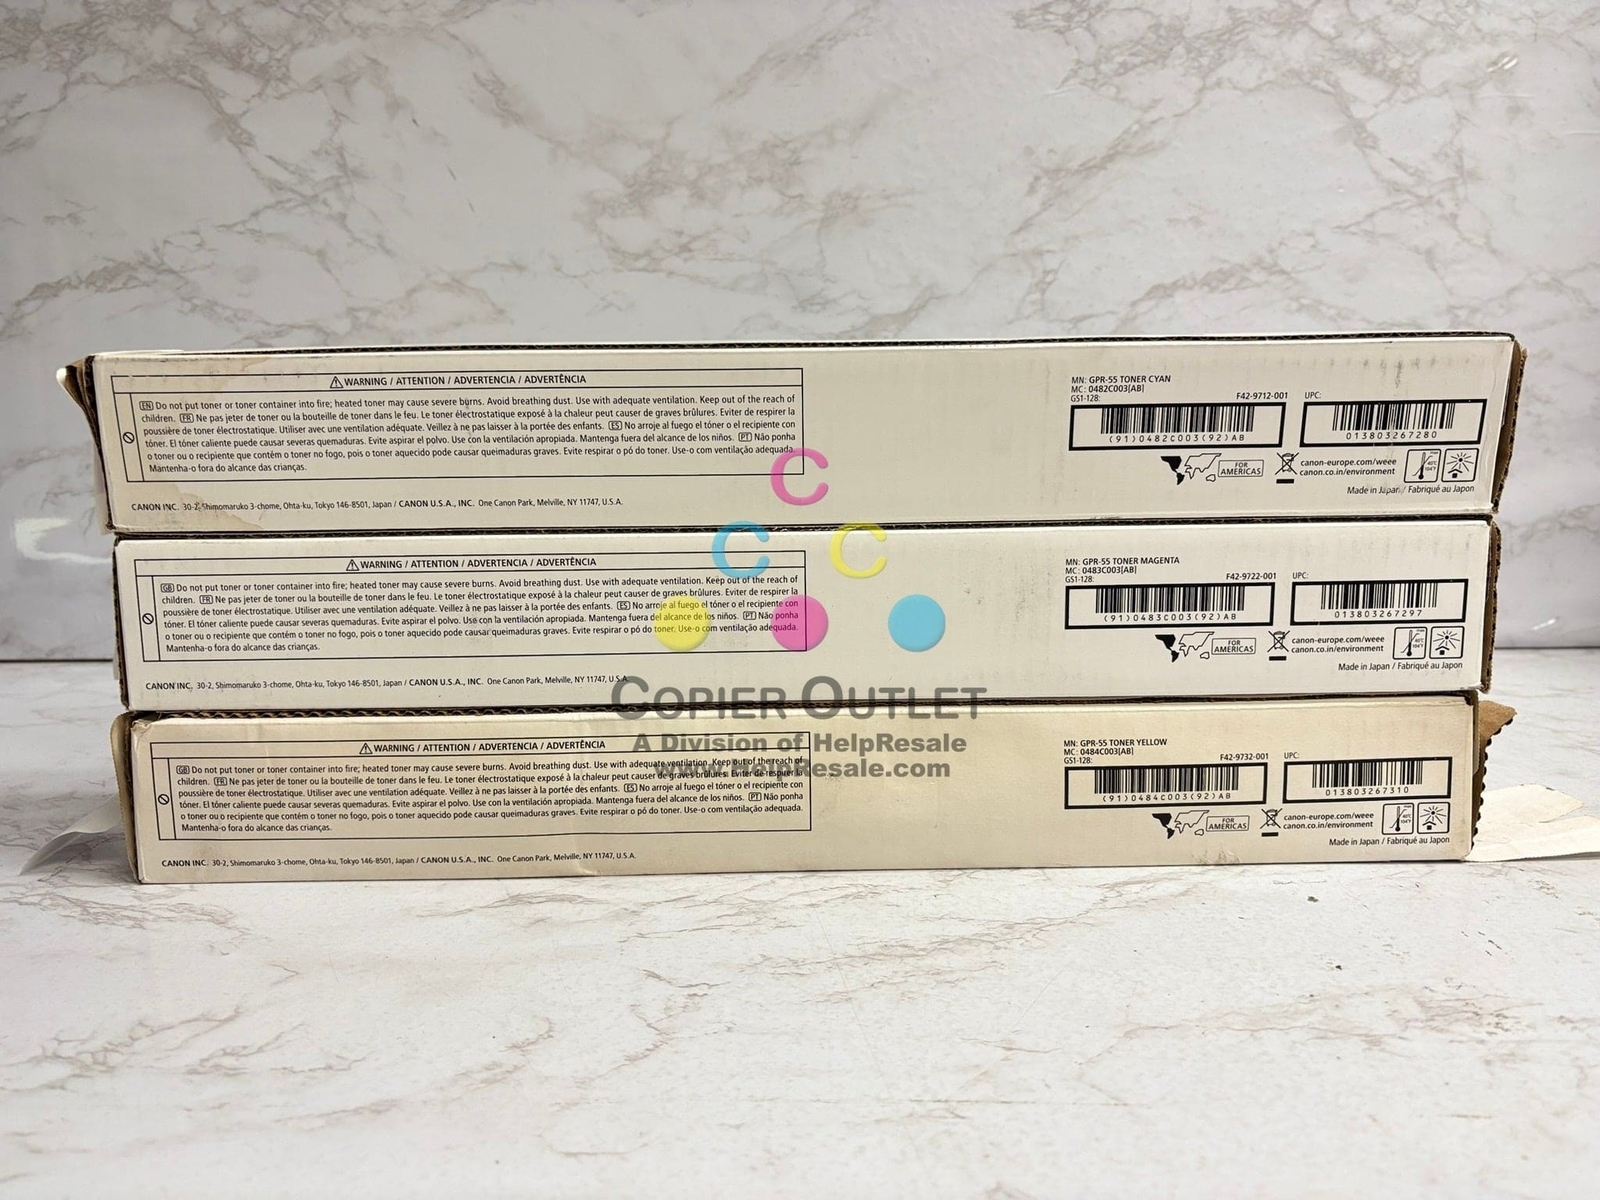 WARNING / ATTENTION / ADVERTENCIA / ADVERTÊNCIA
EN Do not put toner or toner container into fire; heated toner may cause severe burns. Avoid breathing dust. Use with adequate ventilation. Keep out of the reach of
children. FR Ne pas jeter de toner ou la bouteille de toner dans le feu. Le toner électrostatique exposé à la chaleur peut causer de graves brûlures. Eviter de respirer la
poussière de toner électrostatique. Utiliser avec une ventilation adéquate. Veillez à ne pas laisser à la portée des enfants. ES No arroje al fuego el tóner o el recipiente con
tóner. El tóner caliente puede causar severas quemaduras. Evite aspirar el polvo. Use con la ventilación apropiada. Mantenga fuera del alcance de los niños. PT Não ponha
o toner ou o recipiente que contém o toner no fogo, pois o toner aquecido pode causar queimaduras graves. Evite respirar o pó do toner. Use-o com ventilação adequada.
Mantenha-o fora do alcance das crianças.
CANON INC. 30-2, Shimomaruko 3-chome, Ohta-ku, Tokyo 146-8501, Japan / CANON U.S.A., INC. One Canon Park, Melville, NY 11747, U.S.A.
MN: GPR-55 TONER CYAN
MC: 0482C003[AB]
GS1-128: F42-9712-001 UPC:
(91)0482C003(92)AB 013803267280
FOR AMERICAS
canon-europe.com/weee
canon.co.in/environment
max 40°C 104°F
Made in Japan / Fabriqué au Japon
WARNING / ATTENTION / ADVERTENCIA / ADVERTÊNCIA
GB Do not put toner or toner container into fire; heated toner may cause severe burns. Avoid breathing dust. Use with adequate ventilation. Keep out of the reach of
children. FR Ne pas jeter de toner ou la bouteille de toner dans le feu. Le toner électrostatique exposé à la chaleur peut causer de graves brûlures. Eviter de respirer la
poussière de toner électrostatique. Utiliser avec une ventilation adéquate. Veillez à ne pas laisser à la portée des enfants. ES No arroje al fuego el tóner o el recipiente con
tóner. El tóner caliente puede causar severas quemaduras. Evite aspirar el polvo. Use con la ventilación apropiada. Mantenga fuera del alcance de los niños. PT Não ponha
o toner ou o recipiente que contém o toner no fogo, pois o toner aquecido pode causar queimaduras graves. Evite respirar o pó do toner. Use-o com ventilação adequada.
Mantenha-o fora do alcance das crianças.
CANON INC. 30-2, Shimomaruko 3-chome, Ohta-ku, Tokyo 146-8501, Japan / CANON U.S.A., INC. One Canon Park, Melville, NY 11747, U.S.A.
MN: GPR-55 TONER MAGENTA
MC: 0483C003[AB]
GS1-128: F42-9722-001 UPC:
(91)0483C003(92)AB 013803267297
FOR AMERICAS
canon-europe.com/weee
canon.co.in/environment
max 40°C 104°F
Made in Japan / Fabriqué au Japon
C
C C
COPIER OUTLET
A Division of HelpResale
www.HelpResale.com
WARNING / ATTENTION / ADVERTENCIA / ADVERTÊNCIA
GB Do not put toner or toner container into fire; heated toner may cause severe burns. Avoid breathing dust. Use with adequate ventilation. Keep out of the reach of
children. FR Ne pas jeter de toner ou la bouteille de toner dans le feu. Le toner électrostatique exposé à la chaleur peut causer de graves brûlures. Eviter de respirer la
poussière de toner électrostatique. Utiliser avec une ventilation adéquate. Veillez à ne pas laisser à la portée des enfants. ES No arroje al fuego el tóner o el recipiente con
tóner. El tóner caliente puede causar severas quemaduras. Evite aspirar el polvo. Use con la ventilación apropiada. Mantenga fuera del alcance de los niños. PT Não ponha
o toner ou o recipiente que contém o toner no fogo, pois o toner aquecido pode causar queimaduras graves. Evite respirar o pó do toner. Use-o com ventilação adequada.
Mantenha-o fora do alcance das crianças.
CANON INC. 30-2, Shimomaruko 3-chome, Ohta-ku, Tokyo 146-8501, Japan / CANON U.S.A., INC. One Canon Park, Melville, NY 11747, U.S.A.
MN: GPR-55 TONER YELLOW
MC: 0484C003[AB]
GS1-128: F42-9732-001 UPC:
(91)0484C003(92)AB 013803267310
FOR AMERICAS
canon-europe.com/weee
canon.co.in/environment
max 40°C 104°F
Made in Japan / Fabriqué au Japon